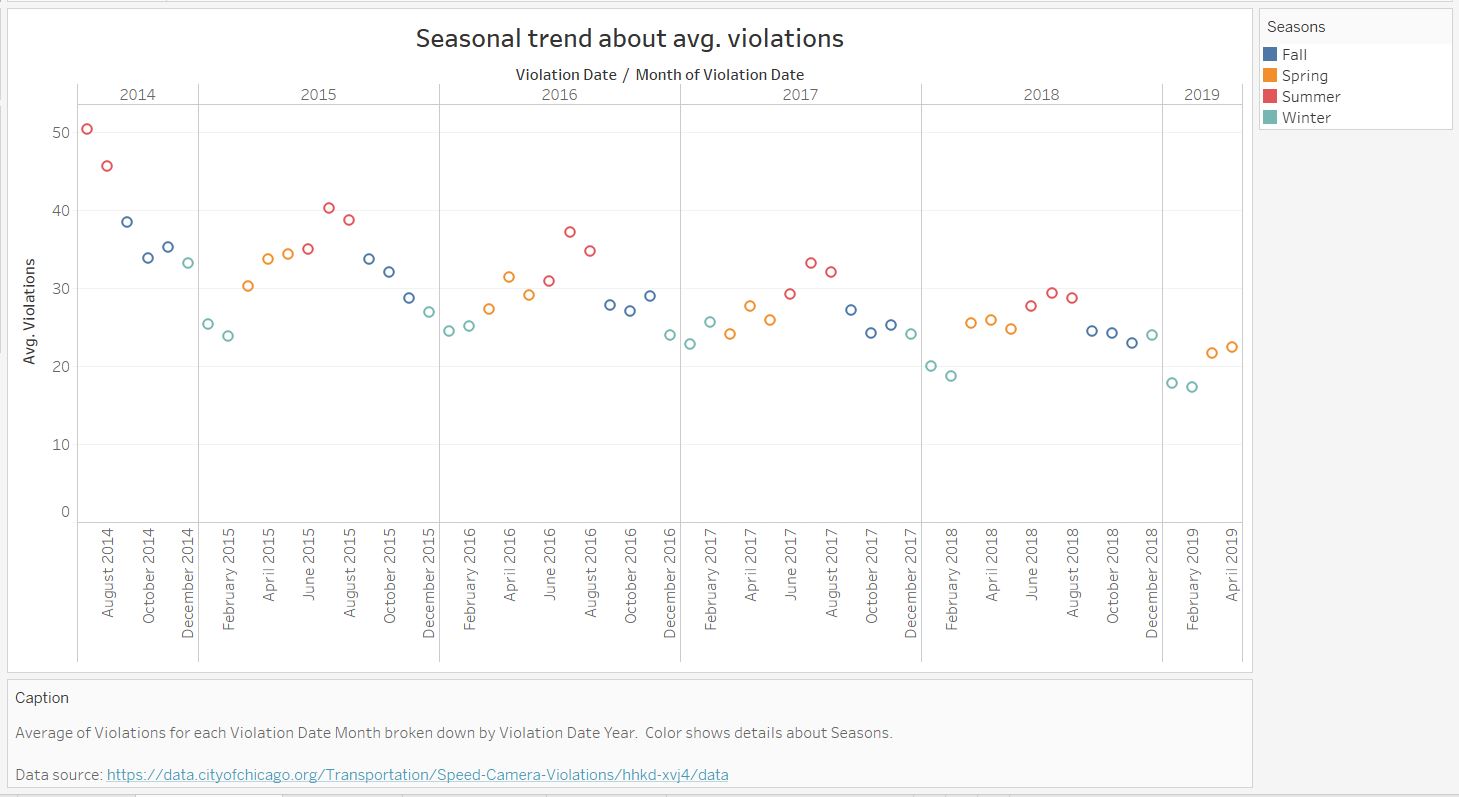 Seasonal trend about avg. violations
Violation Date / Month of Violation Date
2014 2015 2016 2017 2018 2019
Avg. Violations
50
40
30
20
10
0
August 2014
October 2014
December 2014
February 2015
April 2015
June 2015
August 2015
October 2015
December 2015
February 2016
April 2016
June 2016
August 2016
October 2016
December 2016
February 2017
April 2017
June 2017
August 2017
October 2017
December 2017
February 2018
April 2018
June 2018
August 2018
October 2018
December 2018
February 2019
April 2019
Seasons
Fall
Spring
Summer
Winter
Caption
Average of Violations for each Violation Date Month broken down by Violation Date Year.  Color shows details about Seasons.
Data source: https://data.cityofchicago.org/Transportation/Speed-Camera-Violations/hhkd-xvj4/data